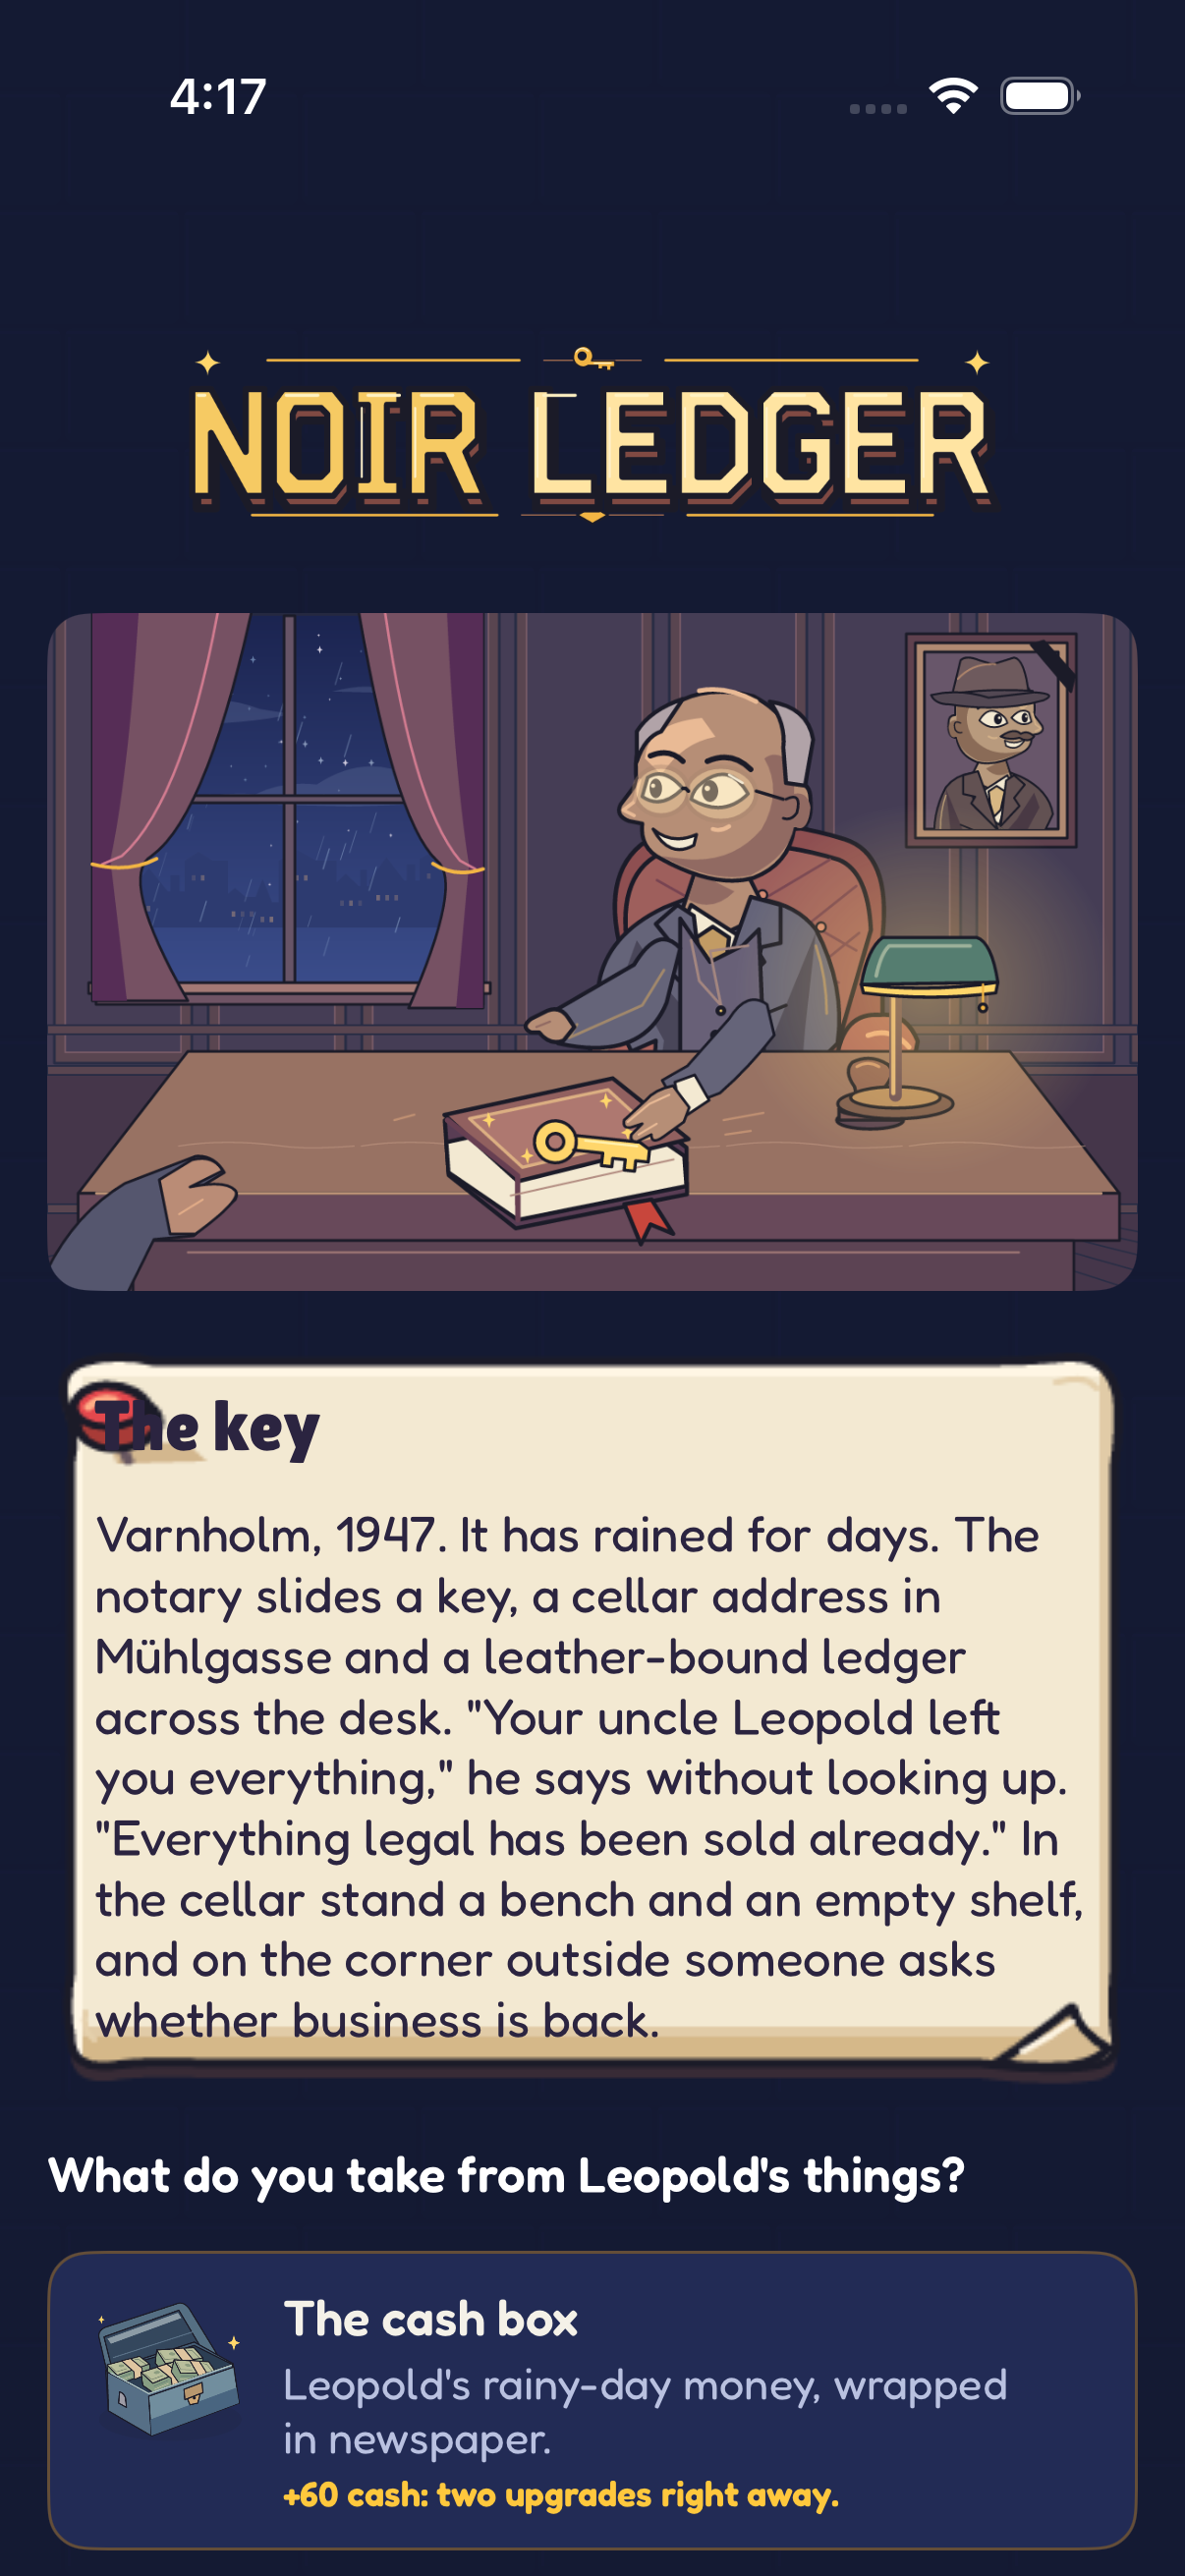 4:17
NOIR LEDGER
The key
Varnholm, 1947. It has rained for days. The
notary slides a key, a cellar address in
Mühlgasse and a leather-bound ledger
across the desk. "Your uncle Leopold left
you everything," he says without looking up.
"Everything legal has been sold already." In
the cellar stand a bench and an empty shelf,
and on the corner outside someone asks
whether business is back.
What do you take from Leopold's things?
The cash box
Leopold's rainy-day money, wrapped
in newspaper.
+60 cash: two upgrades right away.